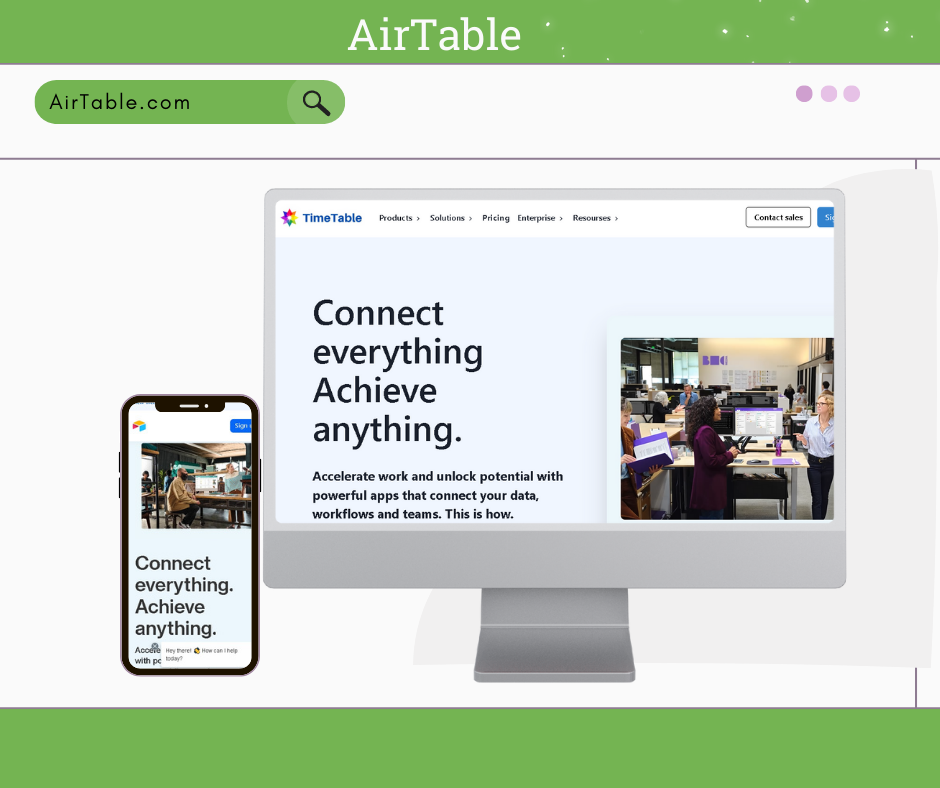 AirTable
AirTable.com
TimeTable
Products
Solutions
Pricing
Enterprise
Resourses
Contact sales
Connect
everything
Achieve
anything.
Accelerate work and unlock potential with
powerful apps that connect your data,
workflows and teams. This is how.
Sign
Connect
everything.
Achieve
anything.
Hey there! How can I help
today?
with